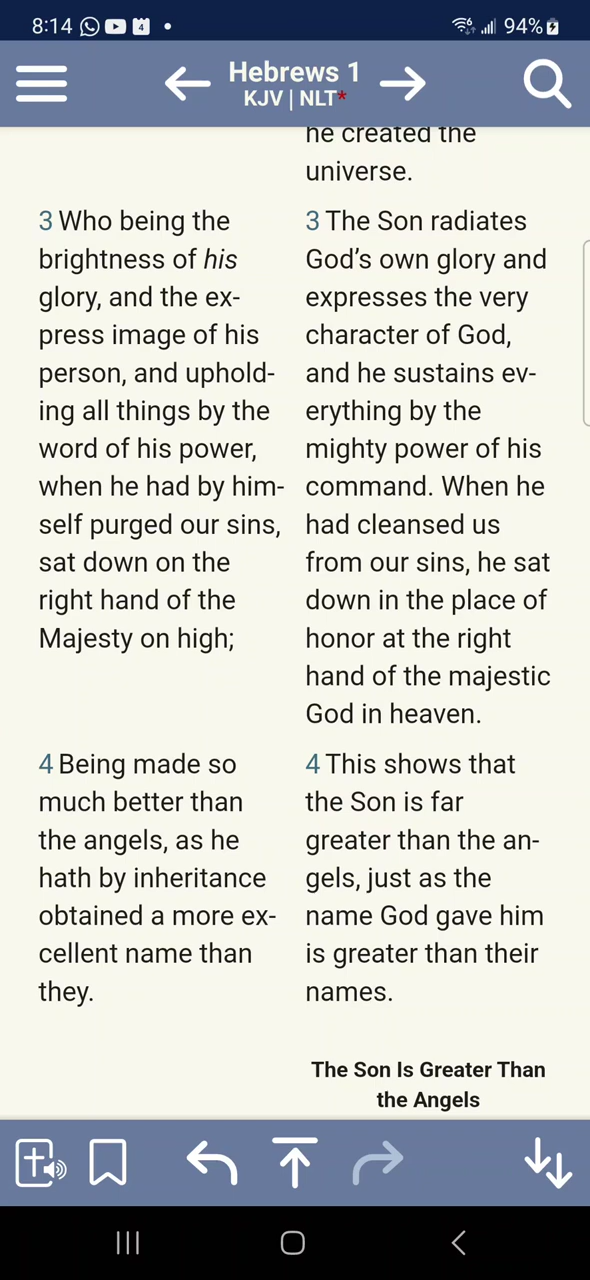 8:14
4
94%
Hebrews 1
KJV | NLT*
he created the
universe.
3 Who being the
brightness of his
glory, and the ex-
press image of his
person, and uphold-
ing all things by the
word of his power,
when he had by him-
self purged our sins,
sat down on the
right hand of the
Majesty on high;
3 The Son radiates
God’s own glory and
expresses the very
character of God,
and he sustains ev-
erything by the
mighty power of his
command. When he
had cleansed us
from our sins, he sat
down in the place of
honor at the right
hand of the majestic
God in heaven.
4 Being made so
much better than
the angels, as he
hath by inheritance
obtained a more ex-
cellent name than
they.
4 This shows that
the Son is far
greater than the an-
gels, just as the
name God gave him
is greater than their
names.
The Son Is Greater Than
the Angels